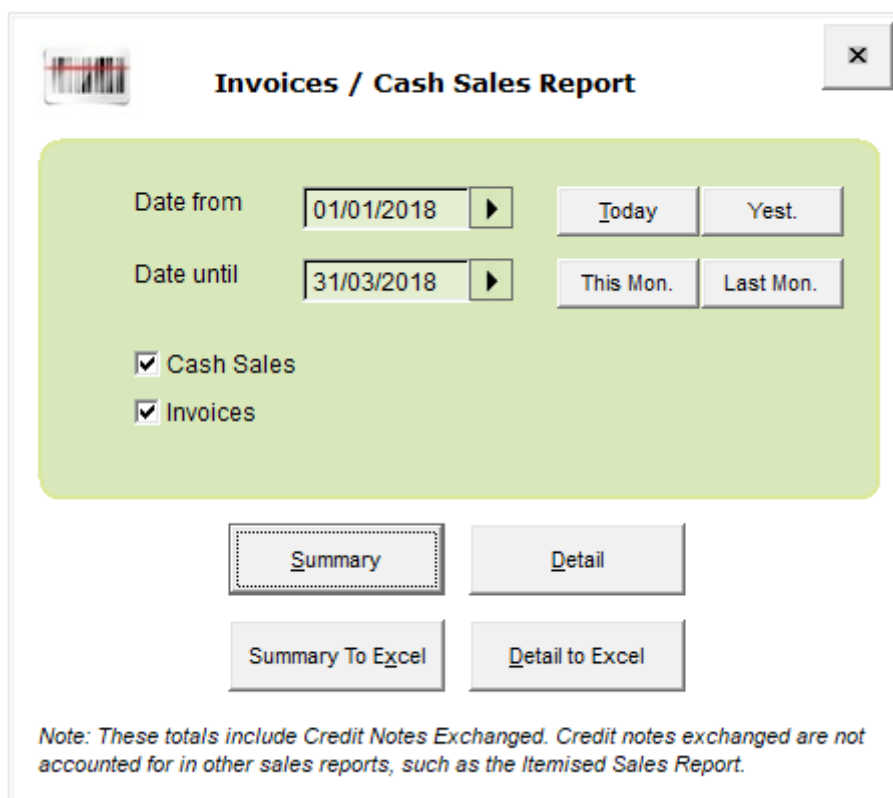 Invoices / Cash Sales Report
Date from 01/01/2018 Today Yest.
Date until 31/03/2018 This Mon. Last Mon.
Cash Sales
Invoices
Summary Detail
Summary To Excel Detail to Excel
Note: These totals include Credit Notes Exchanged. Credit notes exchanged are not
accounted for in other sales reports, such as the Itemised Sales Report.